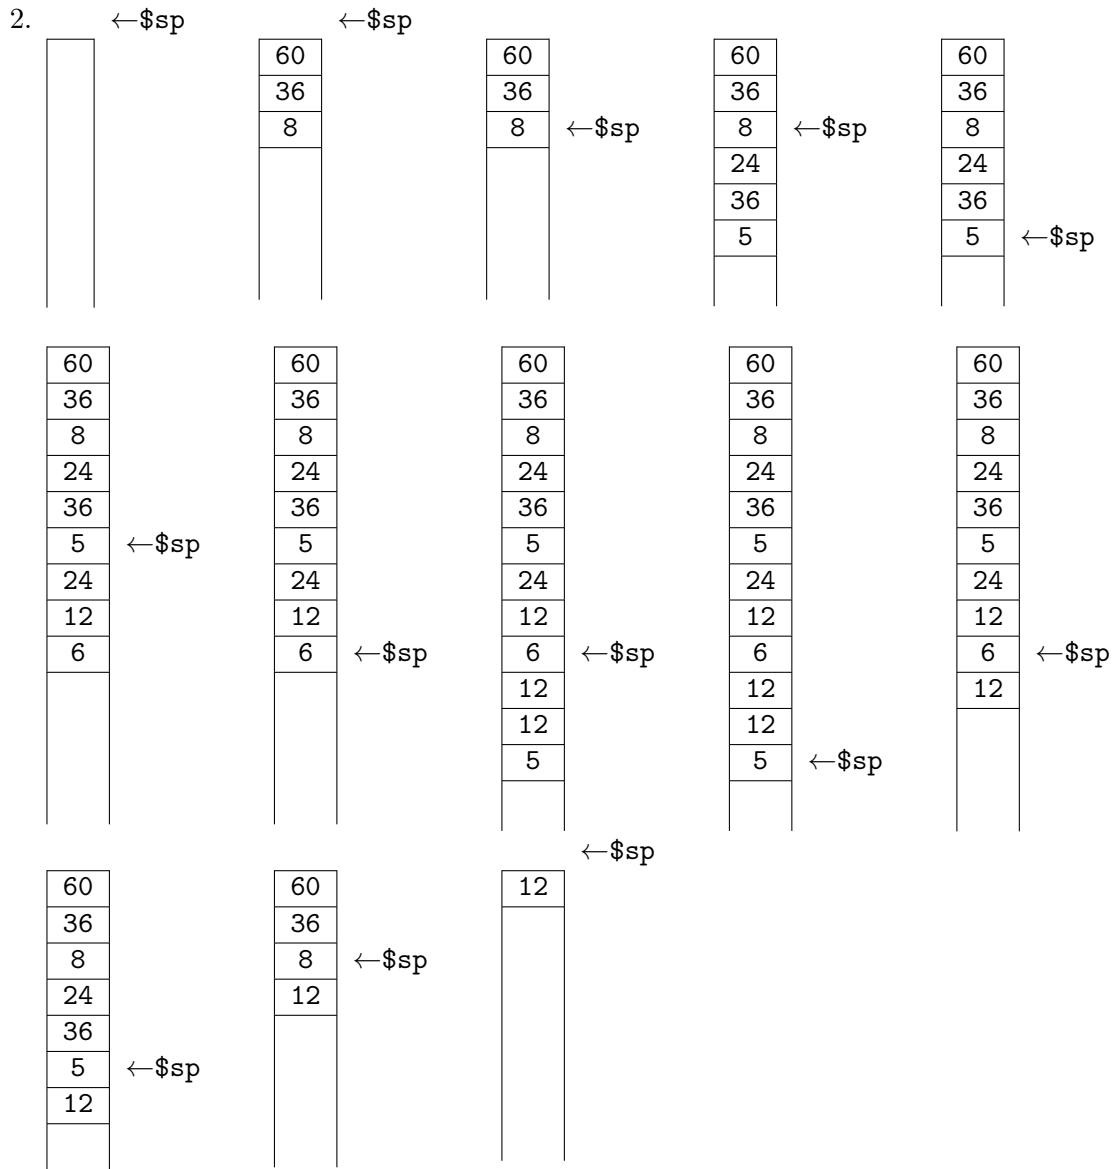 2. ←$sp ←$sp
60 60 60 60
36 36 36 36
8 8 ←$sp 8 ←$sp 8
24 24
36 36
5 5 ←$sp
60 60 60 60 60
36 36 36 36 36
8 8 8 8 8
24 24 24 24 24
36 36 36 36 36
5 ←$sp 5 5 5 5
24 24 24 24 24
12 12 12 12 12
6 6 ←$sp 6 ←$sp 6 6 ←$sp
12 12 12
12 12
5 5 ←$sp
←$sp
60 60 12
36 36
8 8 ←$sp
24 12
36
5 ←$sp
12